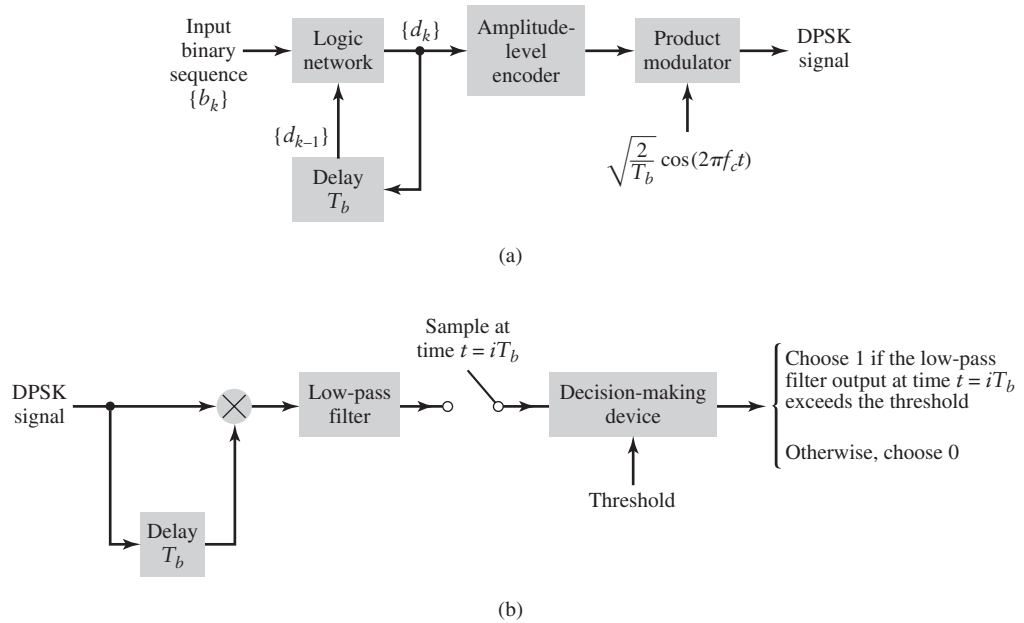 Input
binary
sequence
{b_k}
Logic
network
{d_k}
Amplitude-
level
encoder
Product
modulator
DPSK
signal
{d_{k–1}}
Delay
T_b
√(2/T_b) cos(2πf_ct)
(a)
Sample at
time t = iT_b
DPSK
signal
Low-pass
filter
Decision-making
device
Choose 1 if the low-pass
filter output at time t = iT_b
exceeds the threshold
Otherwise, choose 0
Threshold
Delay
T_b
(b)